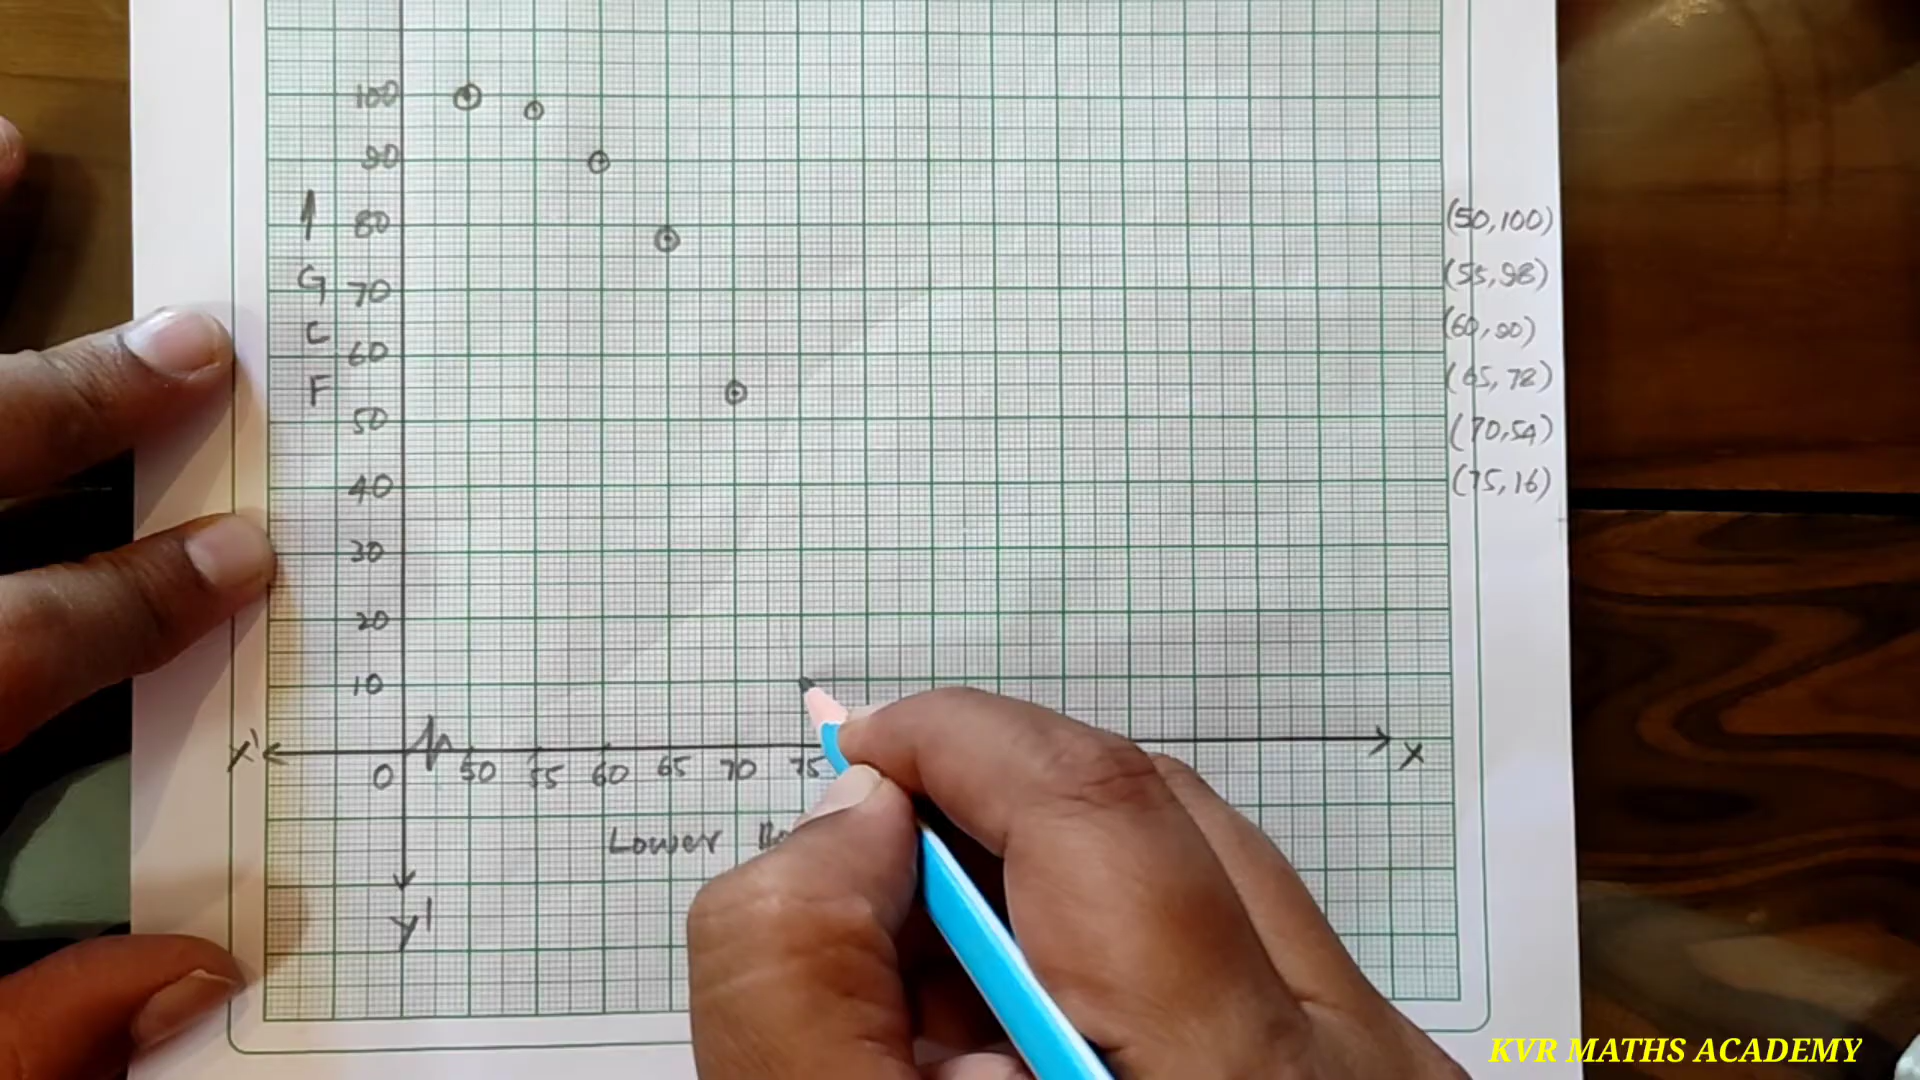 100
90
80
G
70
C
60
F
50
40
30
20
10
X'
0
50 55 60 65 70 75
X
Lower
y'
(50,100)
(55,98)
(60,90)
(65,78)
(70,54)
(75,16)
KVR MATHS ACADEMY